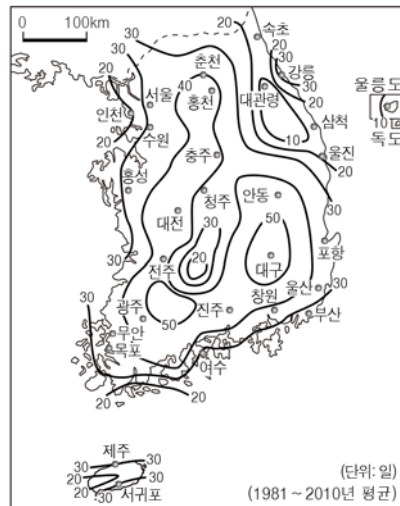 0 100km
30
20
30
속초
20
30
춘천
20
강릉
30
울릉도
40
홍천
대관령
20
서울
인천
10
독도
삼척
10
20
수원
울진
충주
20
홍성
30
청주
안동
30
대전
30
50
20
포항
전주
대구
30
광주
50
진주
창원
울산
부산
30
무안
목포
여수
20
30
20
20
제주
30
30
20
30
20
30
서귀포
(단위: 일)
(1981 ~ 2010년 평균)